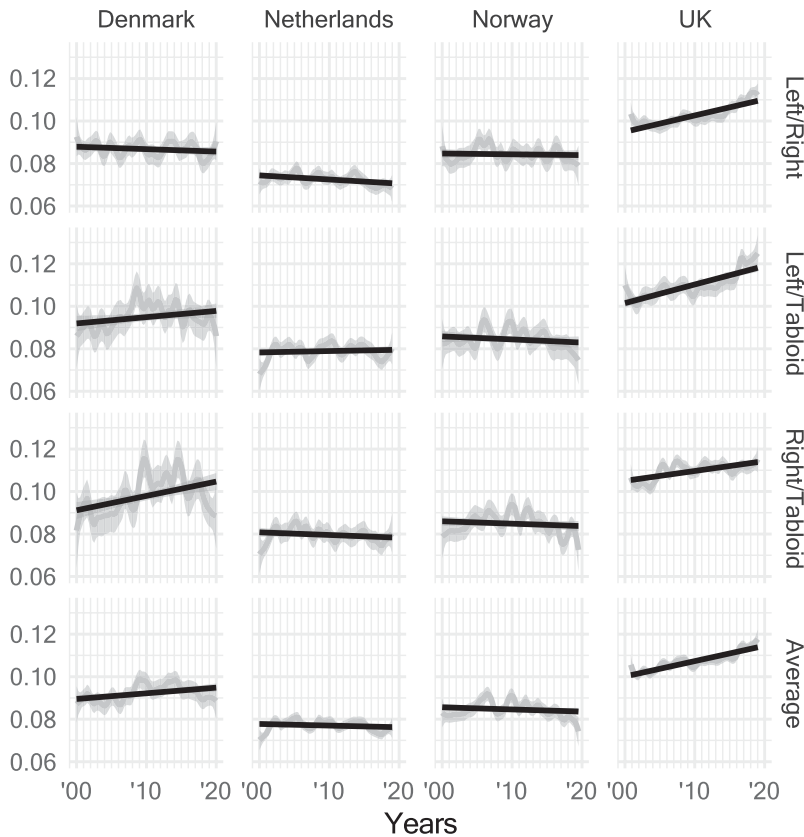 Denmark Netherlands Norway UK
0.12
0.10
0.08
0.06
Left/Right
0.12
0.10
0.08
0.06
Left/Tabloid
0.12
0.10
0.08
0.06
Right/Tabloid
0.12
0.10
0.08
0.06
Average
'00 '10 '20 '00 '10 '20 '00 '10 '20 '00 '10 '20
Years